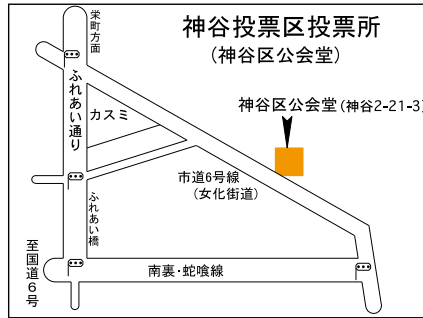 神谷投票区投票所
(神谷区公会堂)
栄町方面
神谷区公会堂(神谷2-21-3)
カスミ
ふれあい通り
市道6号線
(女化街道)
ふれあい橋
至国道6号
南裏・蛇喰線